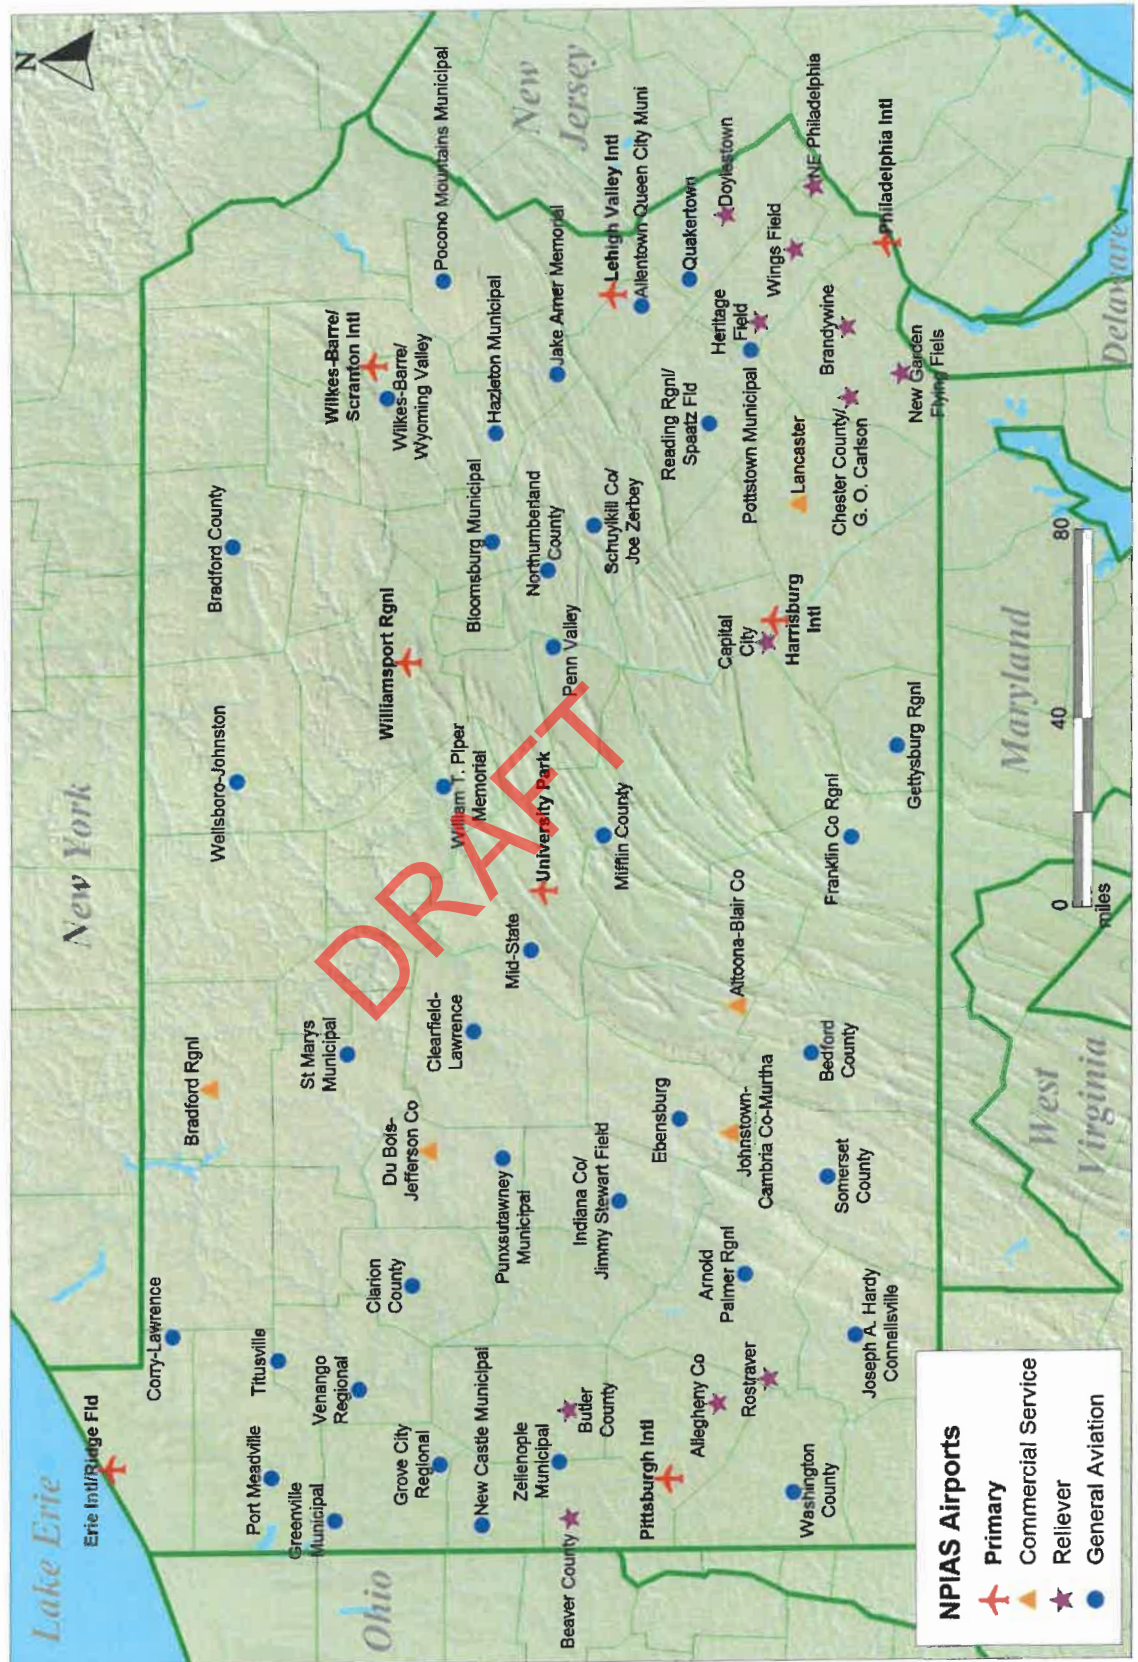 N
Lake Erie
New York
New
Jersey
Ohio
Erie Intl/Ridge Fld
Corry-Lawrence
Bradford Rgnl
Wellsboro-Johnston
Bradford County
Port Meadville
Titusville
Greenville
Municipal
Venango
Regional
St Marys
Municipal
Wilkes-Barre/
Scranton Intl
Wilkes-Barre/
Wyoming Valley
Pocono Mountains Municipal
Grove City
Regional
Clarion
County
Du Bois-
Jefferson Co
Clearfield-
Lawrence
William T. Piper
Memorial
Williamsport Rgnl
New Castle Municipal
Punxsutawney
Municipal
Bloomsburg Municipal
Hazleton Municipal
Zelienople
Municipal
Mid-State
University Park
Penn Valley
Northumberland
County
Jake Arner Memorial
Beaver County
Butler
County
Indiana Co/
Jimmy Stewart Field
Mifflin County
Schuylkill Co/
Joe Zerbey
Lehigh Valley Intl
Allentown Queen City Muni
Pittsburgh Intl
Ebensburg
Reading Rgnl/
Spaatz Fld
Quakertown
Allegheny Co
Arnold
Palmer Rgnl
Johnstown-
Cambria Co-Murtha
Altoona-Blair Co
Capital
City
Harrisburg
Intl
Pottstown Municipal
Heritage
Field
Doylestown
Rostraver
Wings Field
NE Philadelphia
Washington
County
Somerset
County
Bedford
County
Franklin Co Rgnl
Lancaster
Chester County/
G. O. Carlson
Brandywine
Philadelphia Intl
Joseph A. Hardy
Connellsville
Gettysburg Rgnl
New Garden
Flying Fiels
DRAFT
West
Virginia
Maryland
Delaware
0
40
80
miles
NPIAS Airports
Primary
Commercial Service
Reliever
General Aviation